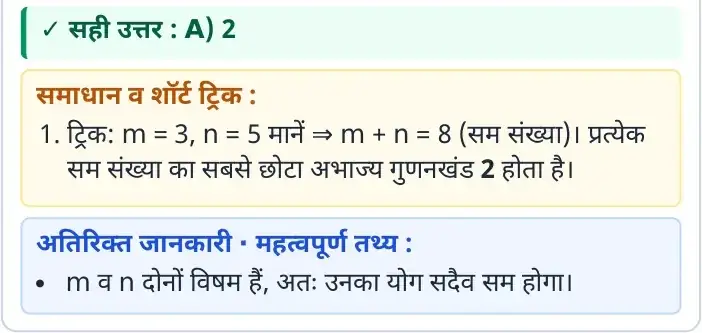 ✓ सही उत्तर : A) 2
समाधान व शॉर्ट ट्रिक :
1. ट्रिक: m = 3, n = 5 मानें ⇒ m + n = 8 (सम संख्या)। प्रत्येक
सम संख्या का सबसे छोटा अभाज्य गुणनखंड 2 होता है।
अतिरिक्त जानकारी · महत्वपूर्ण तथ्य :
• m व n दोनों विषम हैं, अतः उनका योग सदैव सम होगा।